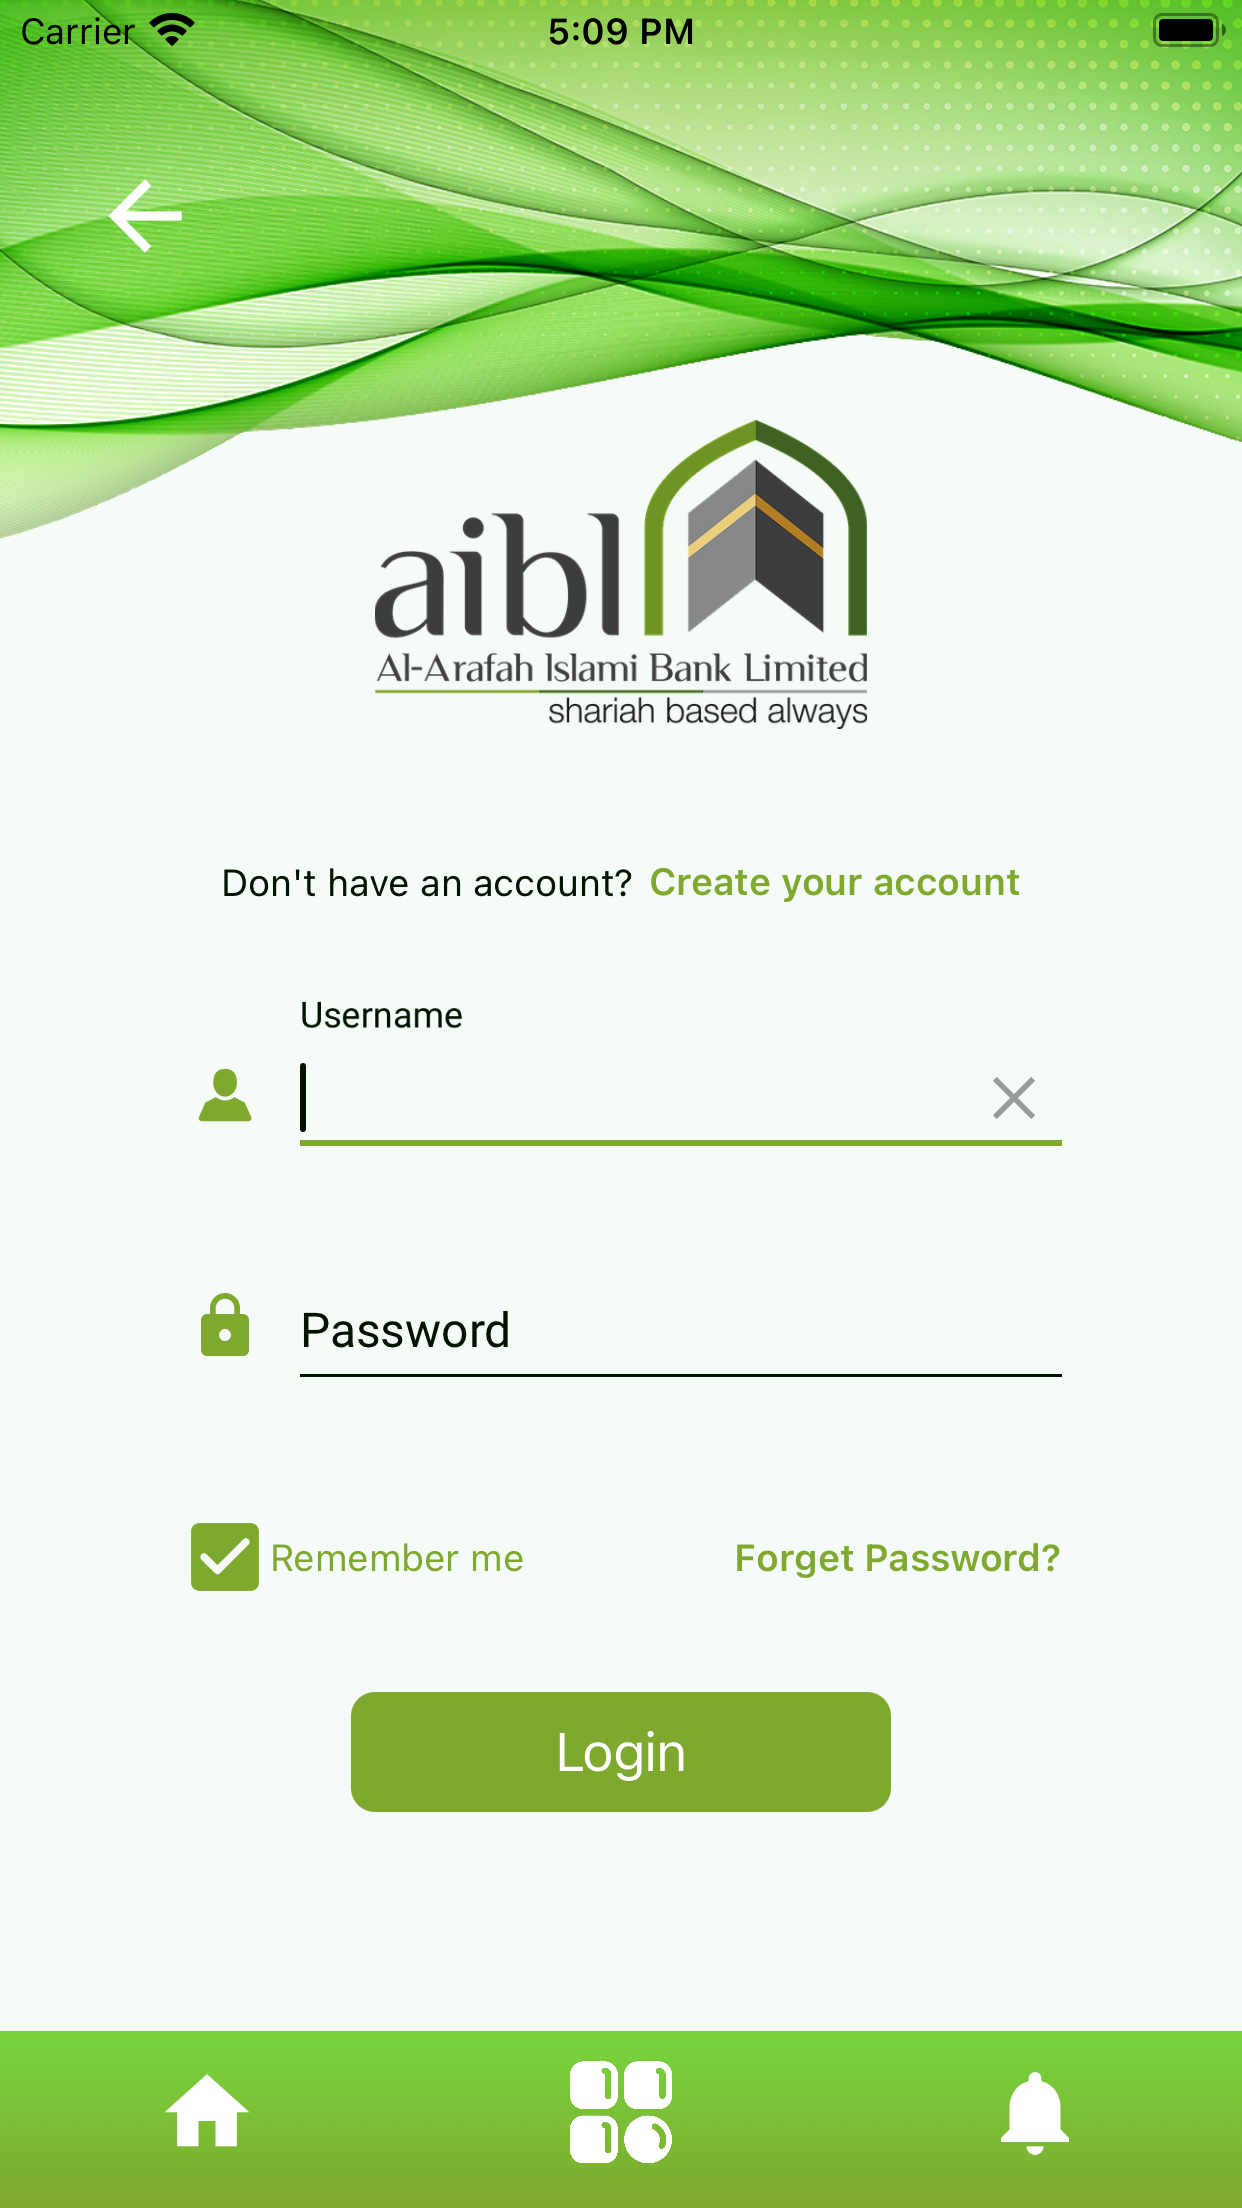 Carrier 5:09 PM
aibl
Al-Arafah Islami Bank Limited
shariah based always
Don't have an account? Create your account
Username
Password
Remember me Forget Password?
Login